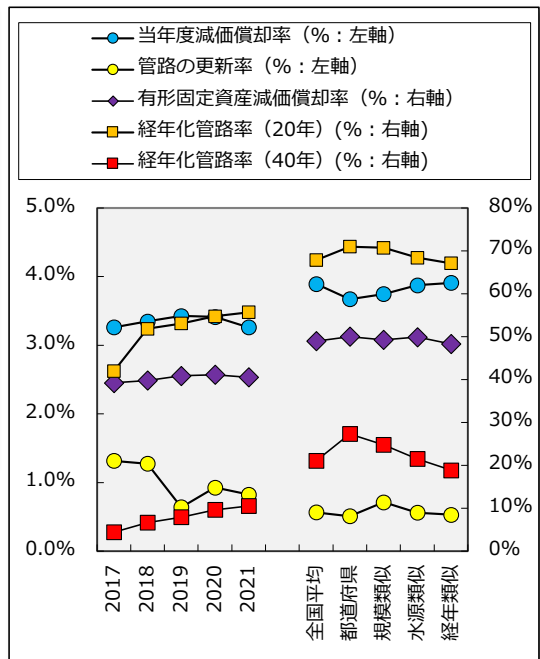 当年度減価償却率（%：左軸）
管路の更新率（%：左軸）
有形固定資産減価償却率（%：右軸）
経年化管路率（20年）(%：右軸)
経年化管路率（40年）(%：右軸)
5.0%
4.0%
3.0%
2.0%
1.0%
0.0%
80%
70%
60%
50%
40%
30%
20%
10%
0%
2017
2018
2019
2020
2021
全国平均
都道府県
規模類似
水源類似
経年類似